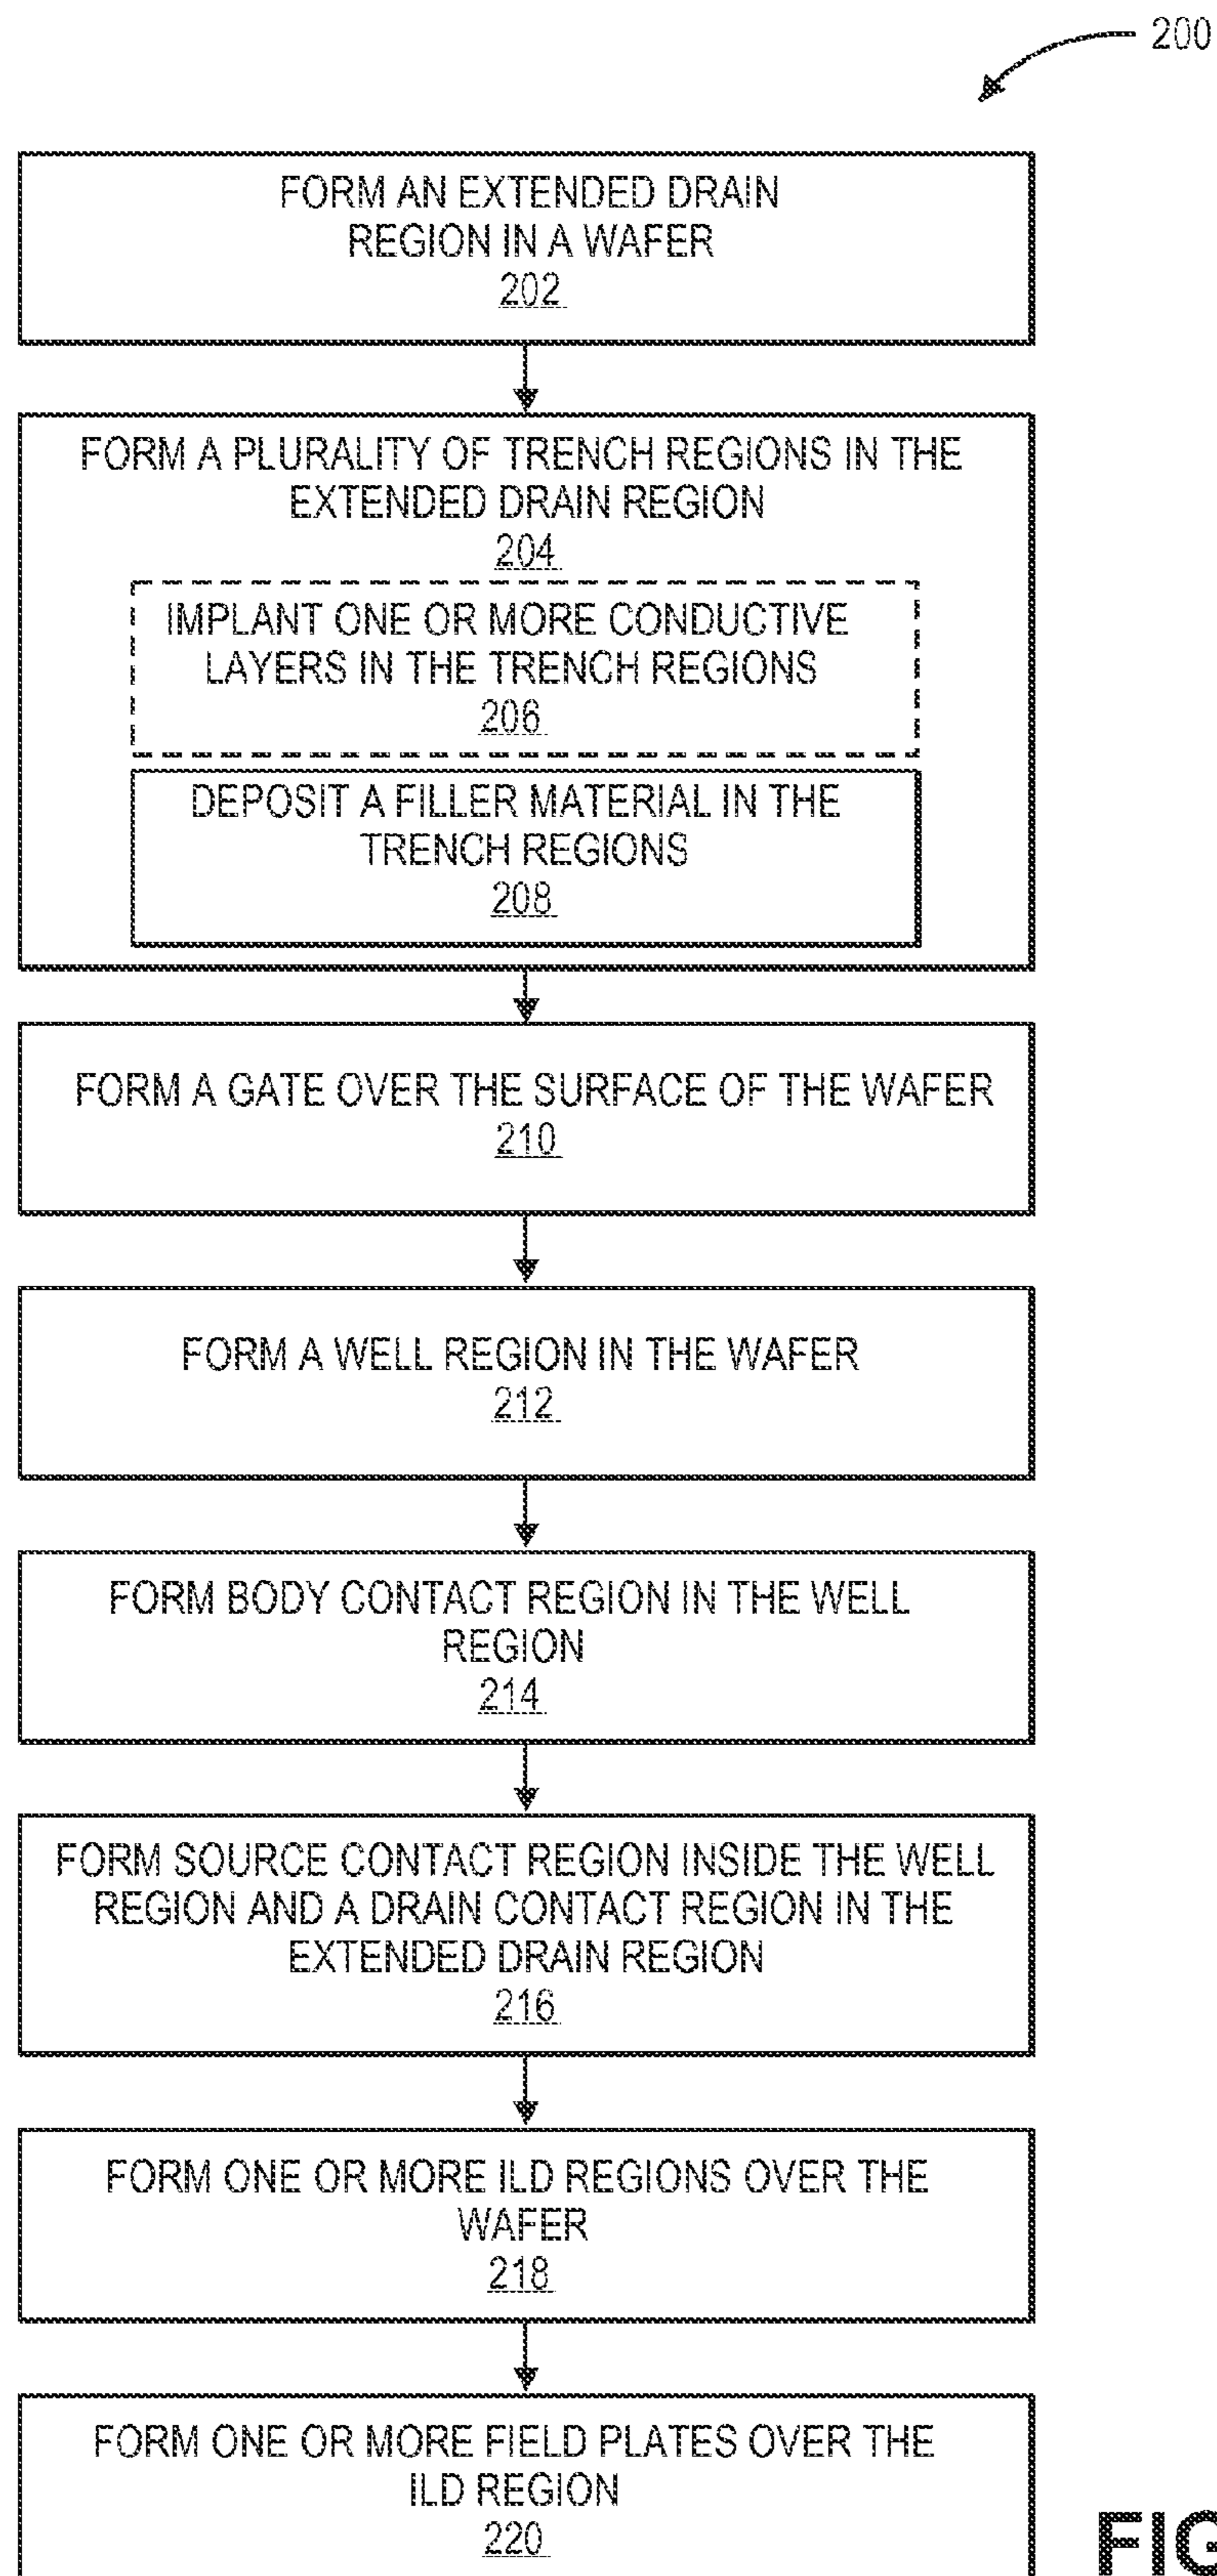 200
FORM AN EXTENDED DRAIN
REGION IN A WAFER
202
FORM A PLURALITY OF TRENCH REGIONS IN THE
EXTENDED DRAIN REGION
204
IMPLANT ONE OR MORE CONDUCTIVE
LAYERS IN THE TRENCH REGIONS
206
DEPOSIT A FILLER MATERIAL IN THE
TRENCH REGIONS
208
FORM A GATE OVER THE SURFACE OF THE WAFER
210
FORM A WELL REGION IN THE WAFER
212
FORM BODY CONTACT REGION IN THE WELL
REGION
214
FORM SOURCE CONTACT REGION INSIDE THE WELL
REGION AND A DRAIN CONTACT REGION IN THE
EXTENDED DRAIN REGION
216
FORM ONE OR MORE ILD REGIONS OVER THE
WAFER
218
FORM ONE OR MORE FIELD PLATES OVER THE
ILD REGION
220
FIG